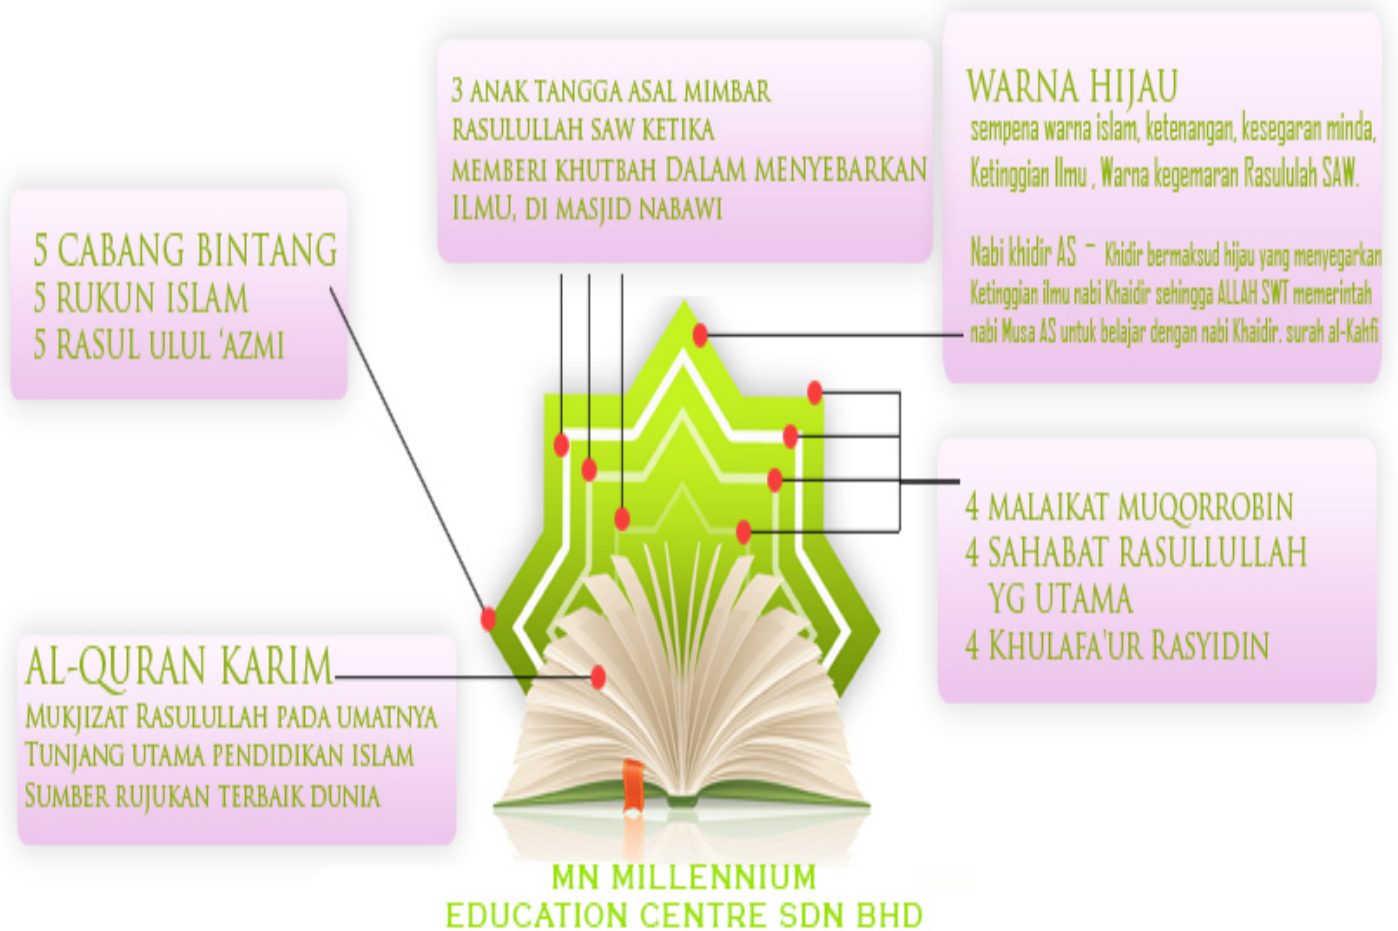 3 ANAK TANGGA ASAL MIMBAR
RASULULLAH SAW KETIKA
MEMBERI KHUTBAH DALAM MENYEBARKAN
ILMU, DI MASJID NABAWI
WARNA HIJAU
sempena warna islam, ketenangan, kesegaran minda,
Ketinggian Ilmu , Warna kegemaran Rasululah SAW.
Nabi khidir AS - Khidir bermaksud hijau yang menyegarkan
Ketinggian ilmu nabi Khaidir sehingga ALLAH SWT memerintah
nabi Musa AS untuk belajar dengan nabi Khaidir. surah al-Kahfi
5 CABANG BINTANG
5 RUKUN ISLAM
5 RASUL ULUL 'AZMI
4 MALAIKAT MUQORROBIN
4 SAHABAT RASULLULLAH
YG UTAMA
4 KHULAFA'UR RASYIDIN
AL-QURAN KARIM
MUKJIZAT RASULULLAH PADA UMATNYA
TUNJANG UTAMA PENDIDIKAN ISLAM
SUMBER RUJUKAN TERBAIK DUNIA
MN MILLENNIUM
EDUCATION CENTRE SDN BHD